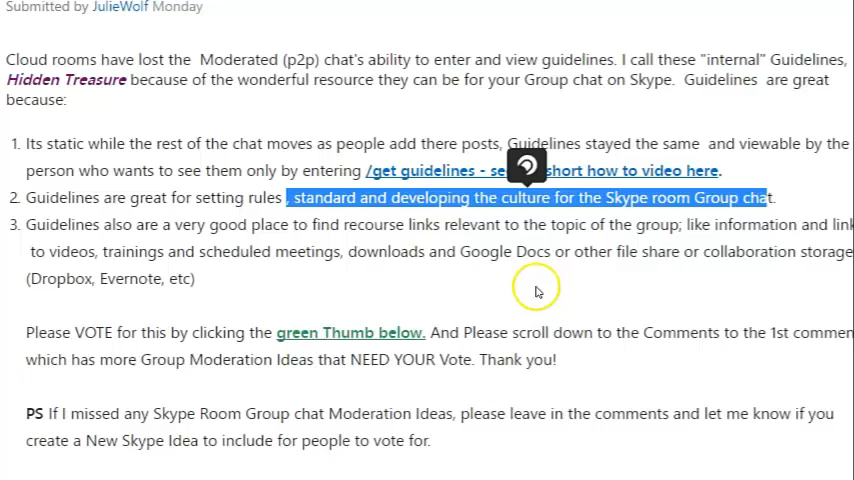 Submitted by JulieWolf Monday
Cloud rooms have lost the  Moderated (p2p) chat's ability to enter and view guidelines. I call these "internal" Guidelines,
Hidden Treasure because of the wonderful resource they can be for your Group chat on Skype.  Guidelines  are great
because:
1. Its static while the rest of the chat moves as people add there posts, Guidelines stayed the same  and viewable by the
person who wants to see them only by entering /get guidelines - se short how to video here.
2. Guidelines are great for setting rules , standard and developing the culture for the Skype room Group chat.
3. Guidelines also are a very good place to find recourse links relevant to the topic of the group; like information and link
to videos, trainings and scheduled meetings, downloads and Google Docs or other file share or collaboration storage
(Dropbox, Evernote, etc)
Please VOTE for this by clicking the green Thumb below. And Please scroll down to the Comments to the 1st commen
which has more Group Moderation Ideas that NEED YOUR Vote. Thank you!
PS If I missed any Skype Room Group chat Moderation Ideas, please leave in the comments and let me know if you
create a New Skype Idea to include for people to vote for.